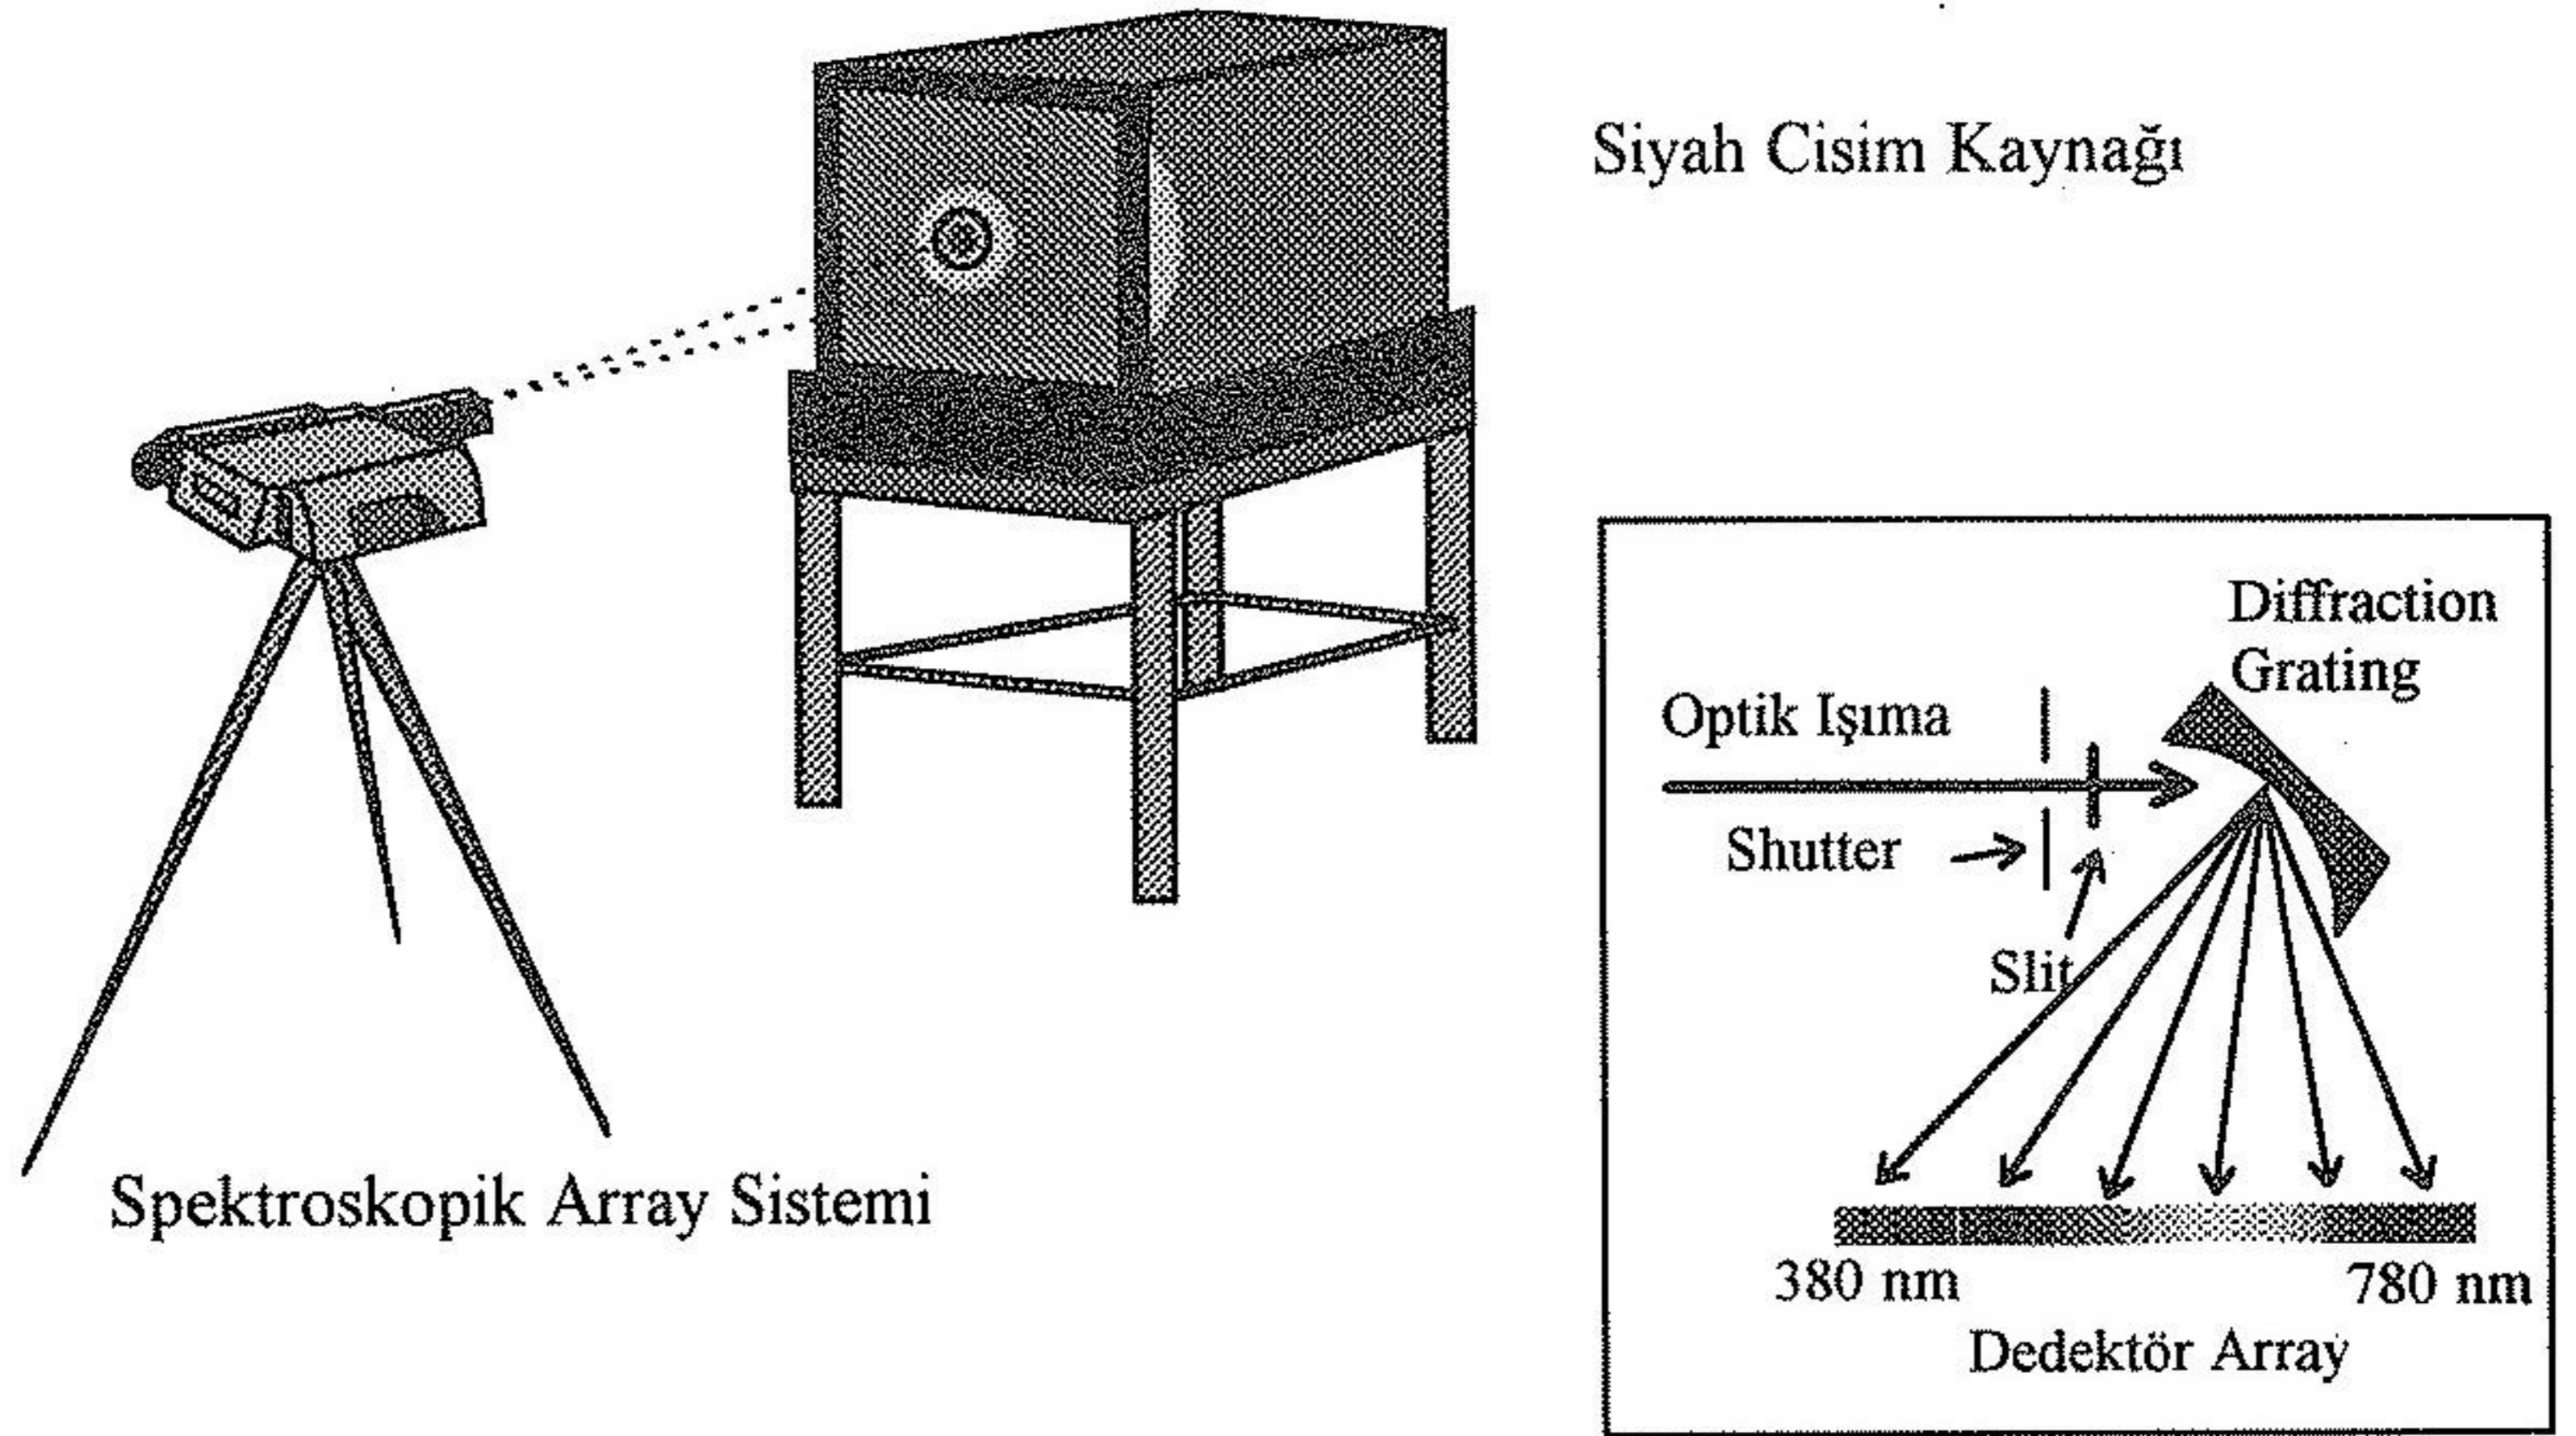 Siyah Cisim Kaynağı
Spektroskopik Array Sistemi
Diffraction
Grating
Optik Işıma
Shutter
Slit
380 nm
780 nm
Dedektör Array